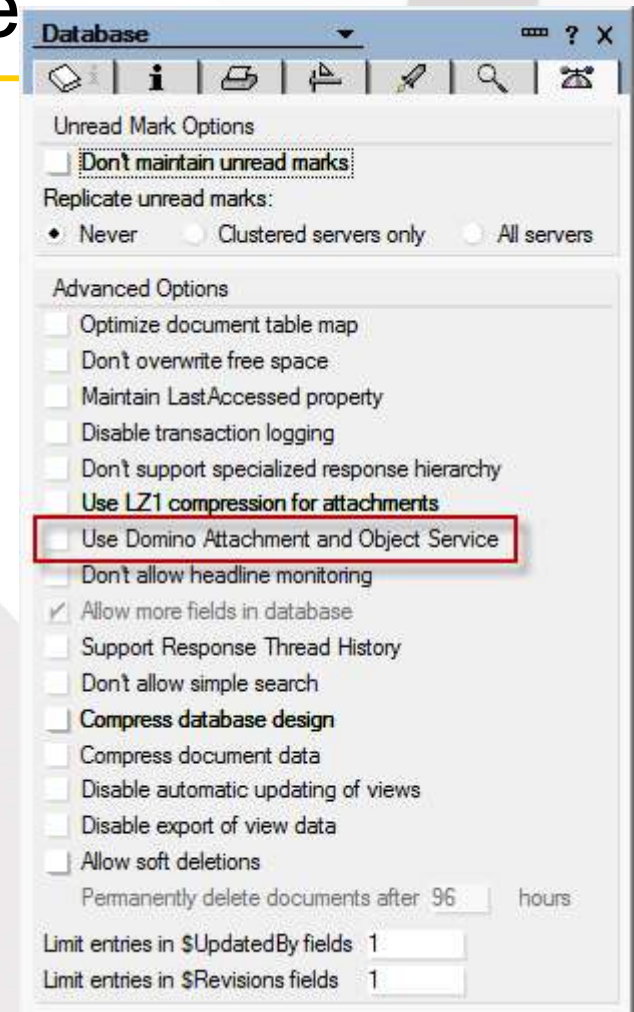 e
Database ? X
i i
Unread Mark Options
Don't maintain unread marks
Replicate unread marks:
Never Clustered servers only All servers
Advanced Options
Optimize document table map
Don't overwrite free space
Maintain LastAccessed property
Disable transaction logging
Don't support specialized response hierarchy
Use LZ1 compression for attachments
Use Domino Attachment and Object Service
Don't allow headline monitoring
Allow more fields in database
Support Response Thread History
Don't allow simple search
Compress database design
Compress document data
Disable automatic updating of views
Disable export of view data
Allow soft deletions
Permanently delete documents after 96 hours
Limit entries in $UpdatedBy fields 1
Limit entries in $Revisions fields 1